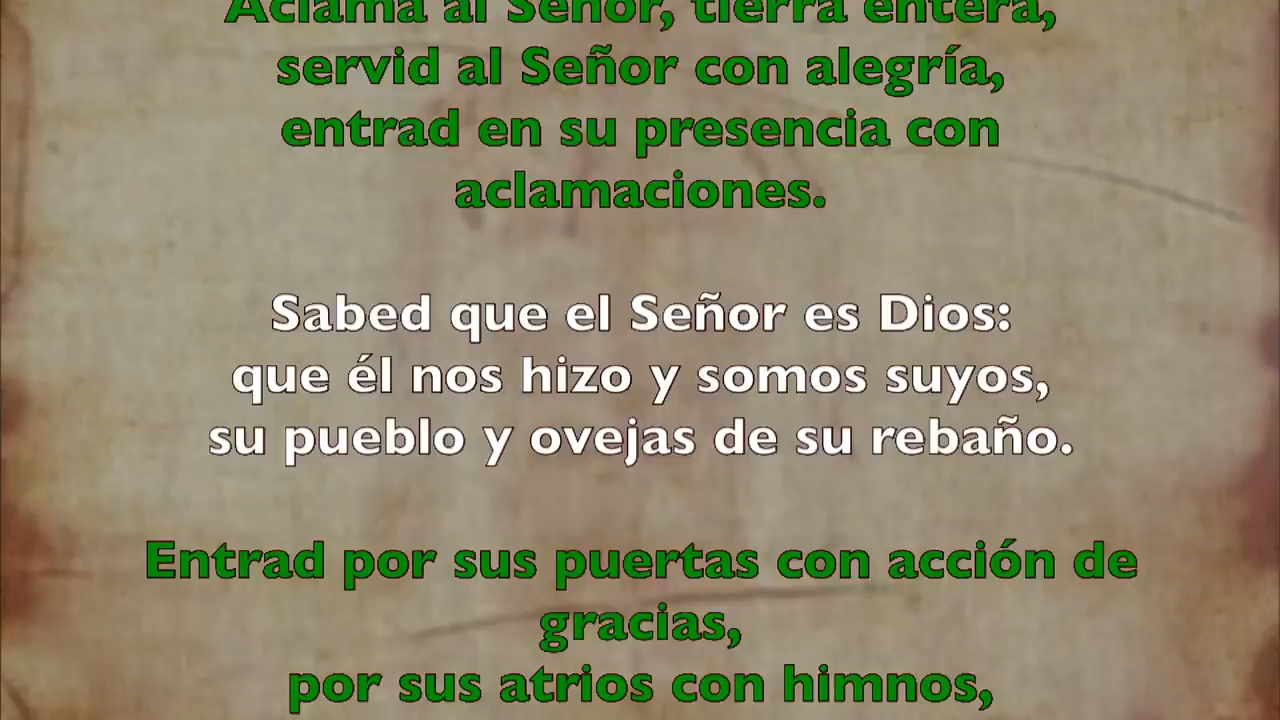 Aclama al Señor, tierra entera,
servid al Señor con alegría,
entrad en su presencia con
aclamaciones.
Sabed que el Señor es Dios:
que él nos hizo y somos suyos,
su pueblo y ovejas de su rebaño.
Entrad por sus puertas con acción de
gracias,
por sus atrios con himnos,